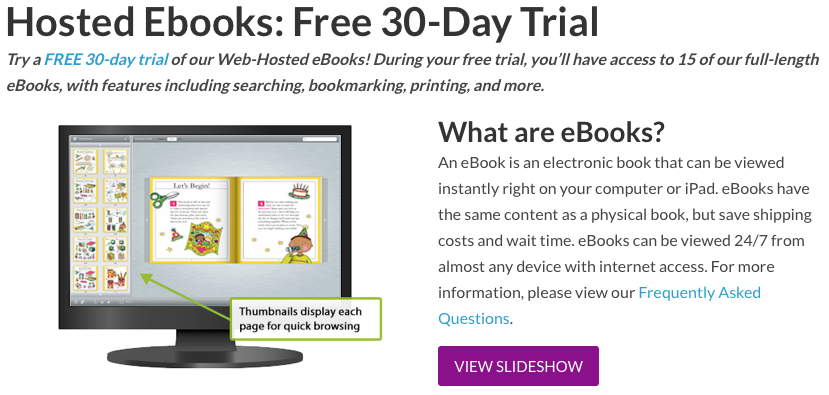 Hosted Ebooks: Free 30-Day Trial
Try a FREE 30-day trial of our Web-Hosted eBooks! During your free trial, you’ll have access to 15 of our full-length
eBooks, with features including searching, bookmarking, printing, and more.
Let's Begin!
Thumbnails display each
page for quick browsing
What are eBooks?
An eBook is an electronic book that can be viewed
instantly right on your computer or iPad. eBooks have
the same content as a physical book, but save shipping
costs and wait time. eBooks can be viewed 24/7 from
almost any device with internet access. For more
information, please view our Frequently Asked
Questions.
VIEW SLIDESHOW